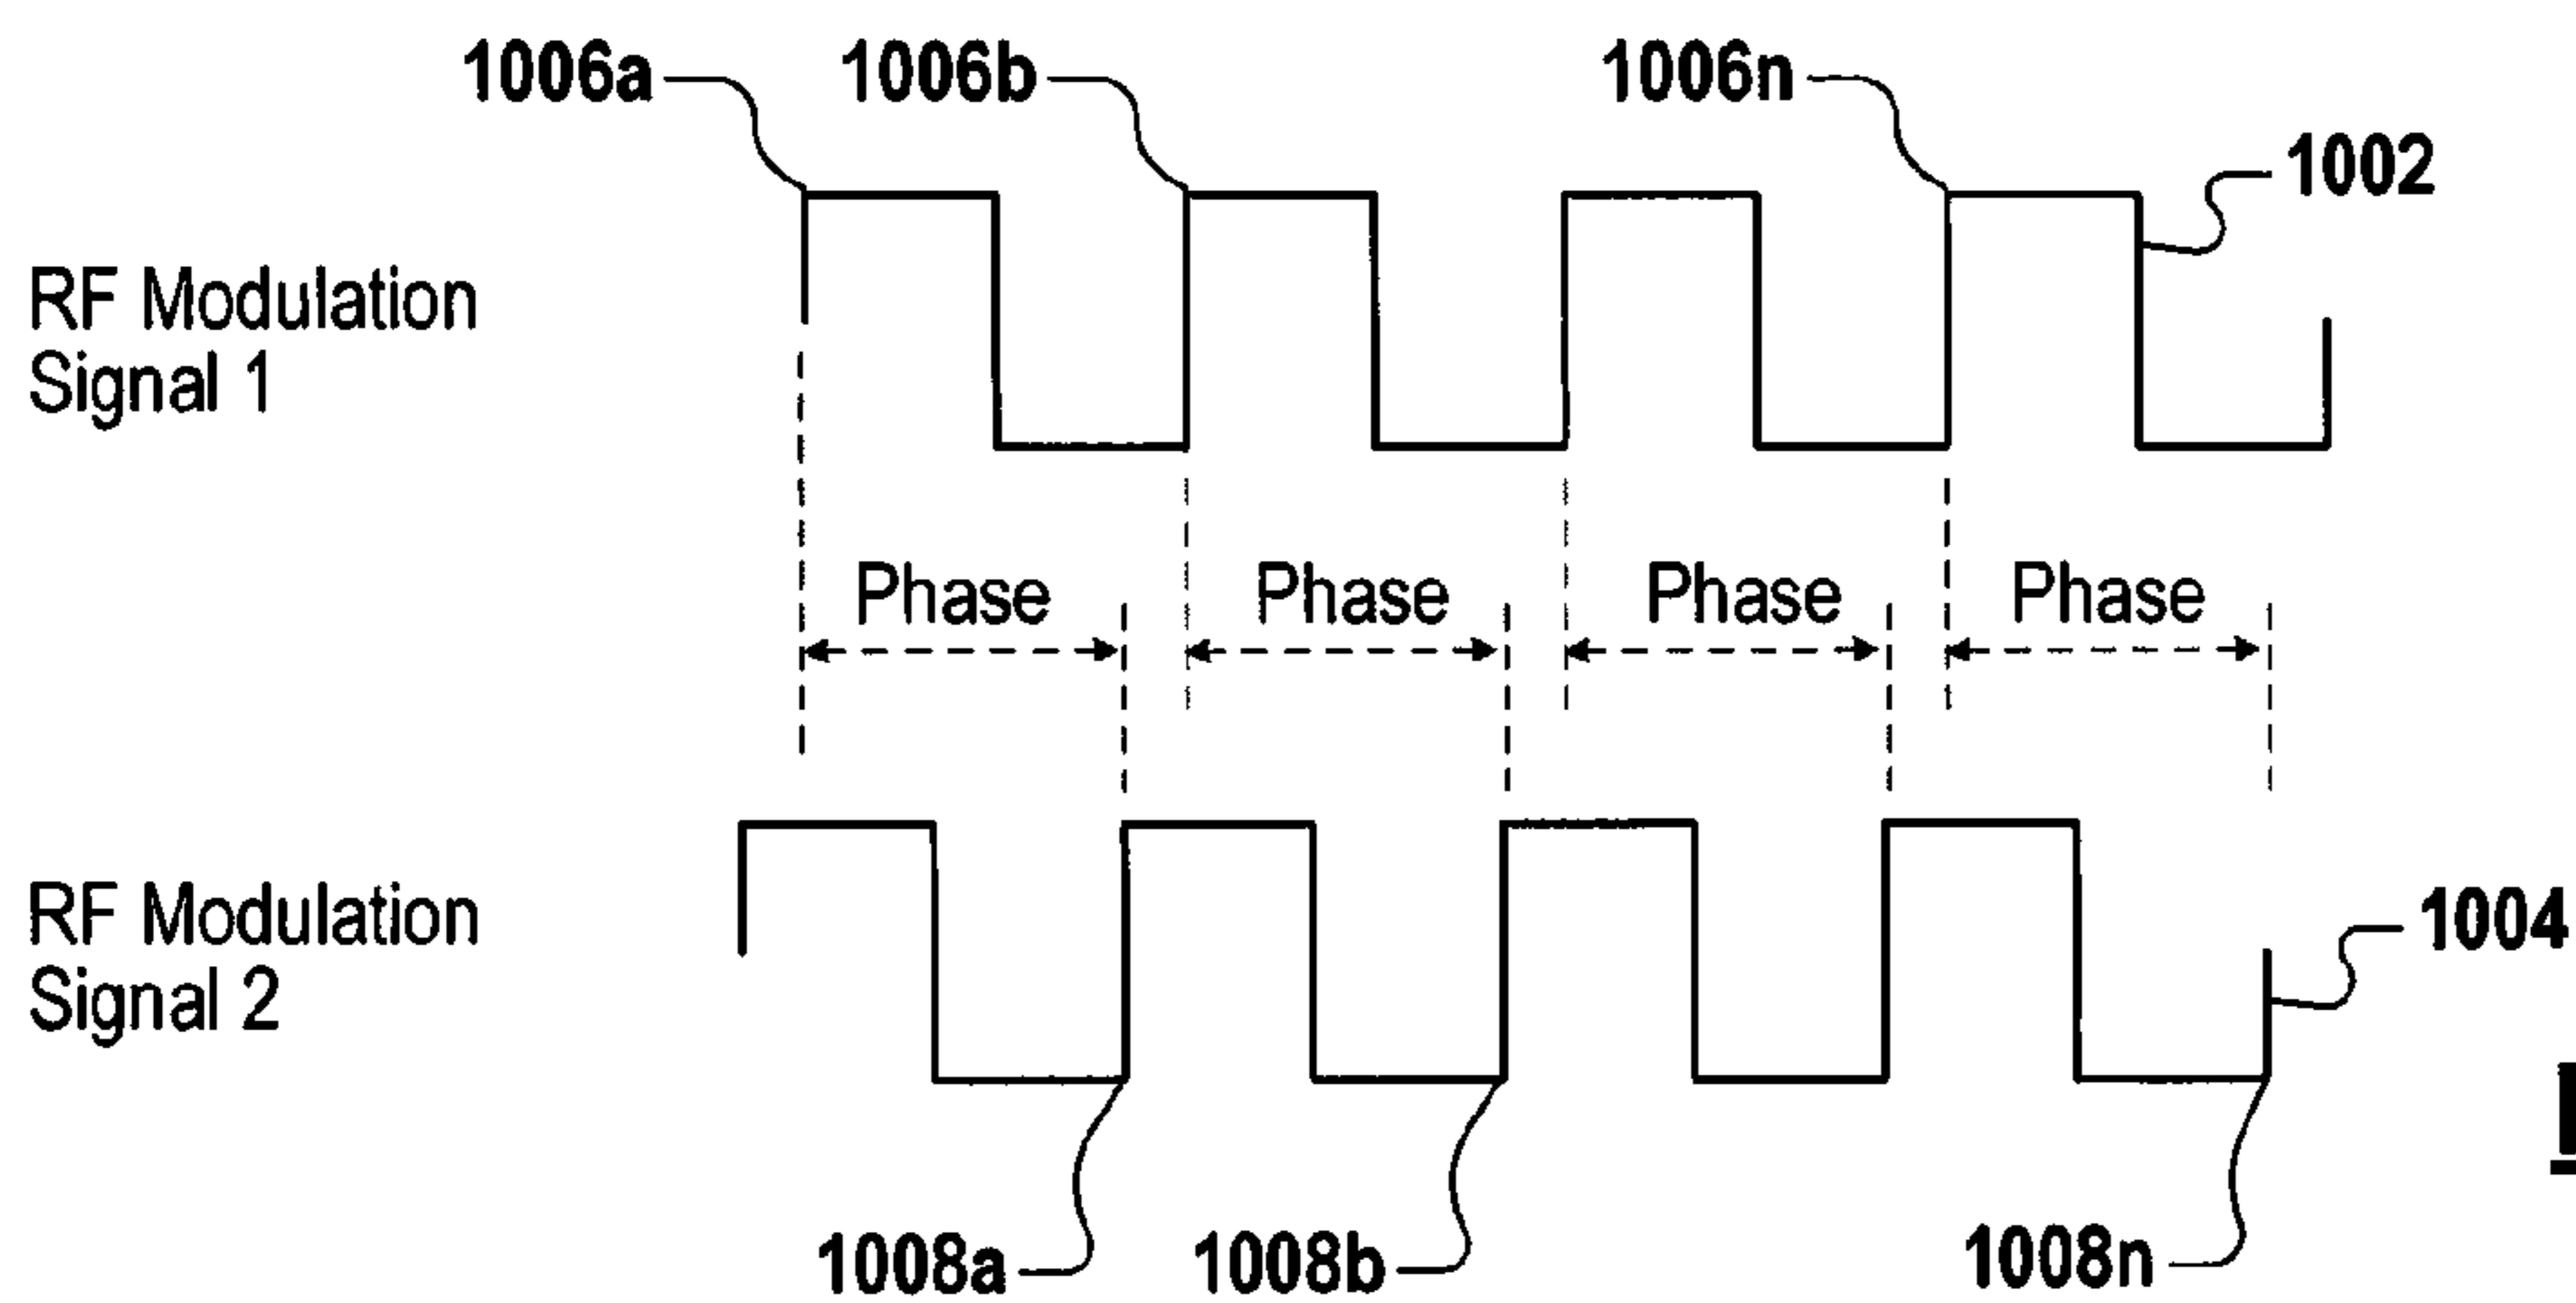 1006a 1006b 1006n
1002
RF Modulation
Signal 1
Phase Phase Phase Phase
RF Modulation
Signal 2
1004
1008a 1008b 1008n